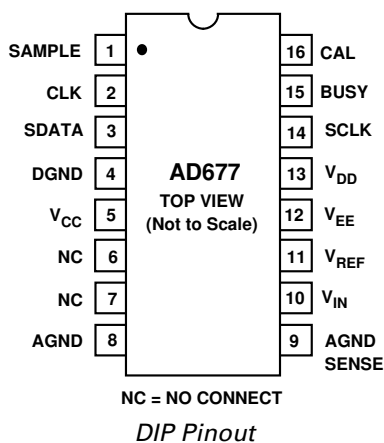 SAMPLE 1 16 CAL
CLK 2 15 BUSY
SDATA 3 14 SCLK
DGND 4 AD677 13 VDD
TOP VIEW
VCC 5 (Not to Scale) 12 VEE
NC 6 11 VREF
NC 7 10 VIN
AGND 8 9 AGND
SENSE
NC = NO CONNECT
DIP Pinout